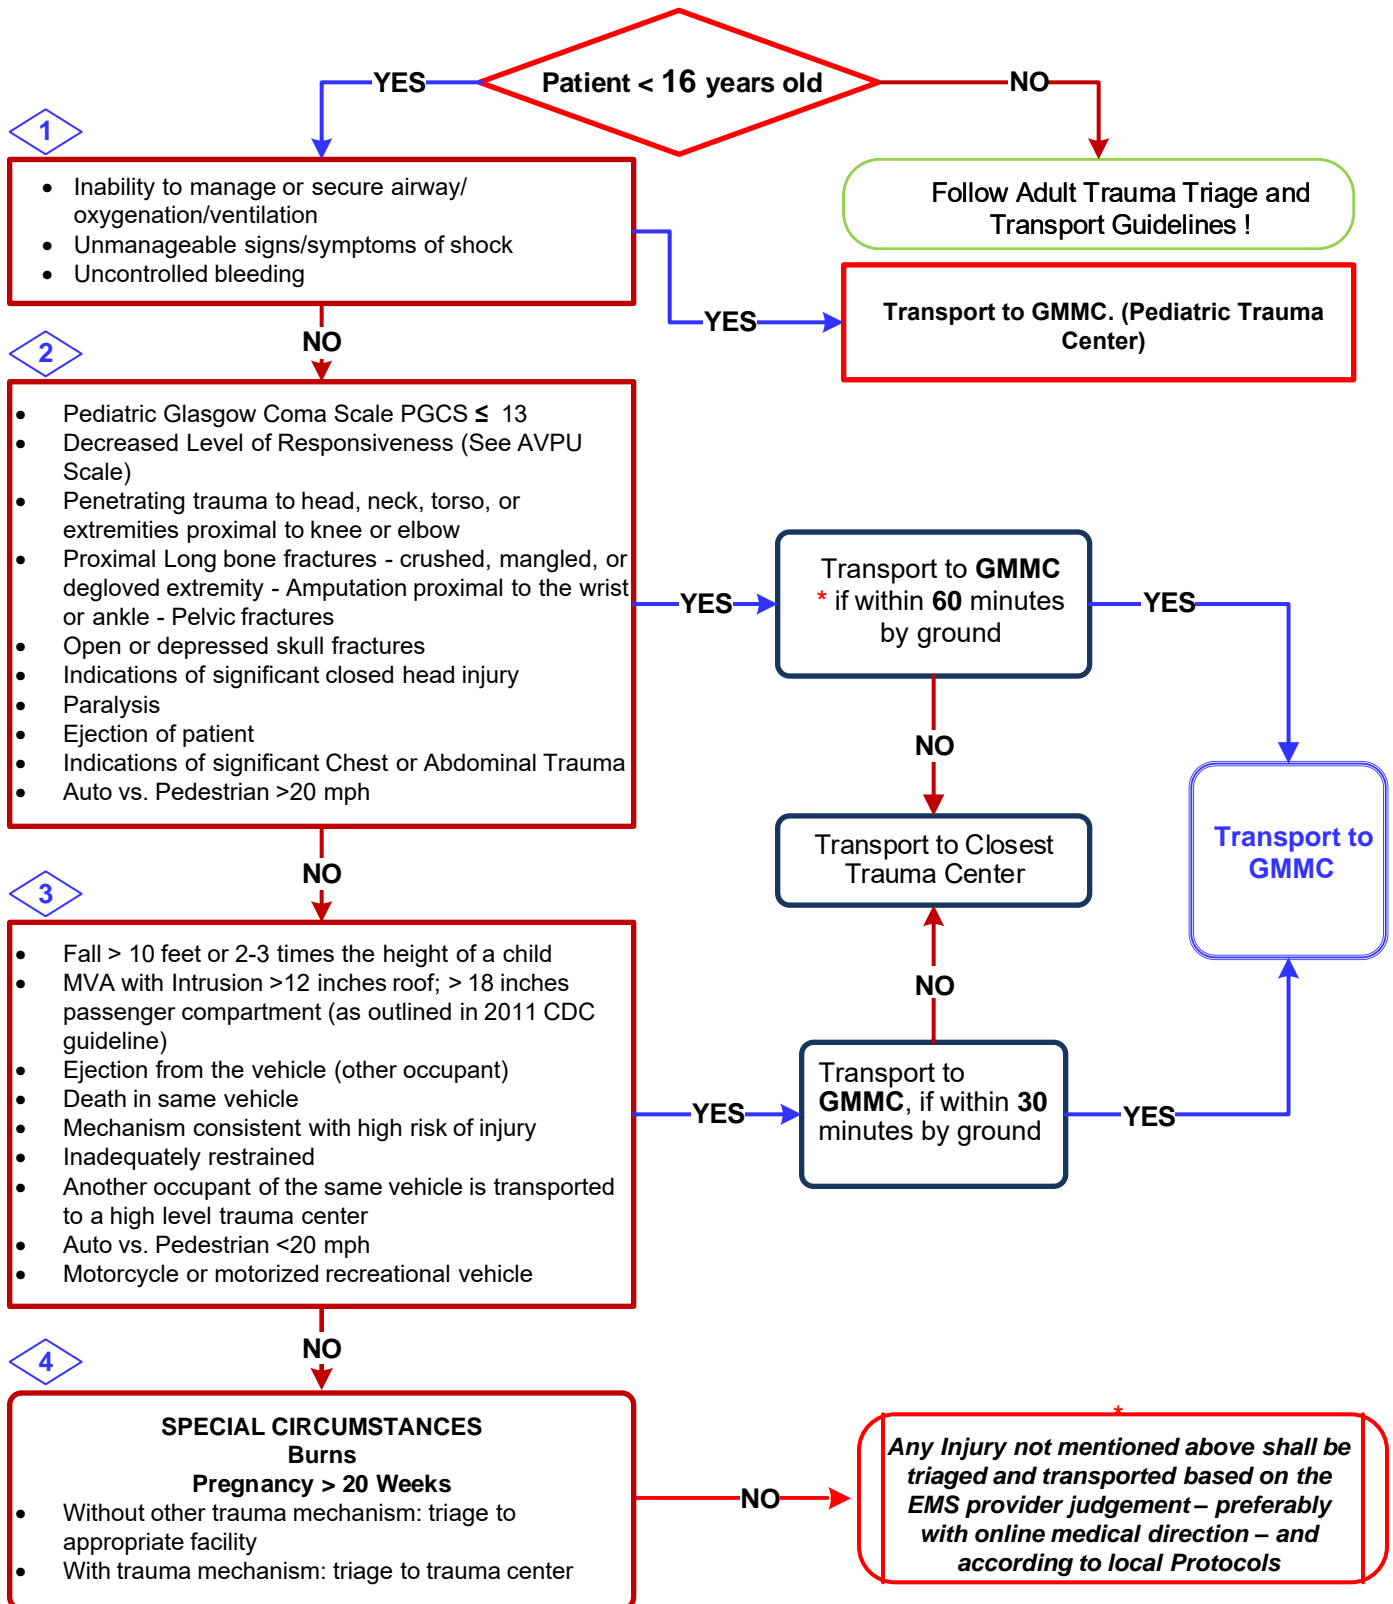 Patient < 16 years old
YES
NO
1
• Inability to manage or secure airway/
oxygenation/ventilation
• Unmanageable signs/symptoms of shock
• Uncontrolled bleeding
Follow Adult Trauma Triage and
Transport Guidelines !
YES
Transport to GMMC. (Pediatric Trauma
Center)
NO
2
• Pediatric Glasgow Coma Scale PGCS ≤ 13
• Decreased Level of Responsiveness (See AVPU
Scale)
• Penetrating trauma to head, neck, torso, or
extremities proximal to knee or elbow
• Proximal Long bone fractures - crushed, mangled, or
degloved extremity - Amputation proximal to the wrist
or ankle - Pelvic fractures
• Open or depressed skull fractures
• Indications of significant closed head injury
• Paralysis
• Ejection of patient
• Indications of significant Chest or Abdominal Trauma
• Auto vs. Pedestrian >20 mph
YES
Transport to GMMC
* if within 60 minutes
by ground
YES
NO
Transport to Closest
Trauma Center
Transport to
GMMC
NO
3
• Fall > 10 feet or 2-3 times the height of a child
• MVA with Intrusion >12 inches roof; > 18 inches
passenger compartment (as outlined in 2011 CDC
guideline)
• Ejection from the vehicle (other occupant)
• Death in same vehicle
• Mechanism consistent with high risk of injury
• Inadequately restrained
• Another occupant of the same vehicle is transported
to a high level trauma center
• Auto vs. Pedestrian <20 mph
• Motorcycle or motorized recreational vehicle
NO
YES
Transport to
GMMC, if within 30
minutes by ground
YES
NO
4
SPECIAL CIRCUMSTANCES
Burns
Pregnancy > 20 Weeks
• Without other trauma mechanism: triage to
appropriate facility
• With trauma mechanism: triage to trauma center
NO
*
Any Injury not mentioned above shall be
triaged and transported based on the
EMS provider judgement – preferably
with online medical direction – and
according to local Protocols